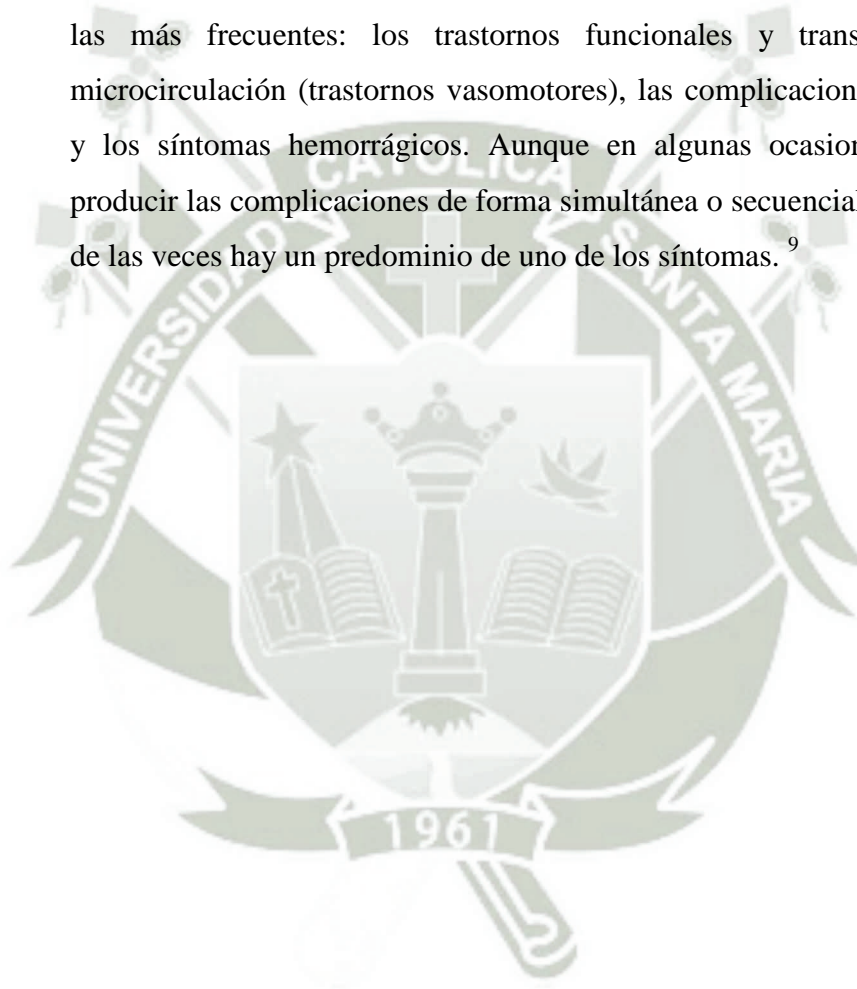 las más frecuentes: los trastornos funcionales y trans
microcirculación (trastornos vasomotores), las complicacion
y los síntomas hemorrágicos. Aunque en algunas ocasion
producir las complicaciones de forma simultánea o secuencial
de las veces hay un predominio de uno de los síntomas. 9
UNIVERSIDAD CATOLICA SANTA MARIA
1961